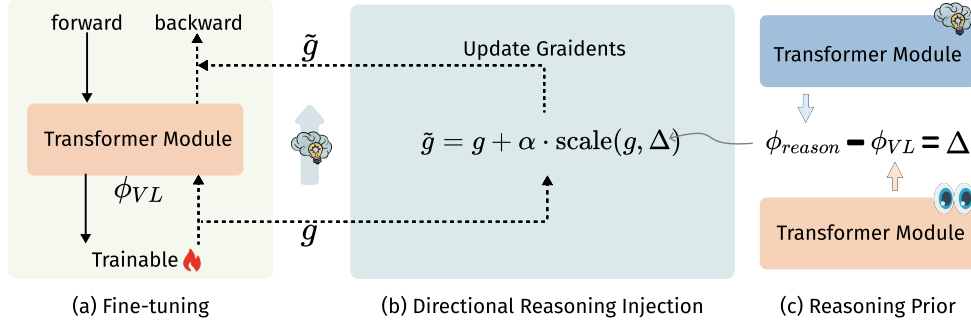 forward backward
g̃
Update Graidents
Transformer Module
Transformer Module
g̃ = g + α · scale(g, Δ)
ϕ_reason − ϕ_VL = Δ
ϕ_VL
g
Transformer Module
Trainable
(a) Fine-tuning
(b) Directional Reasoning Injection
(c) Reasoning Prior